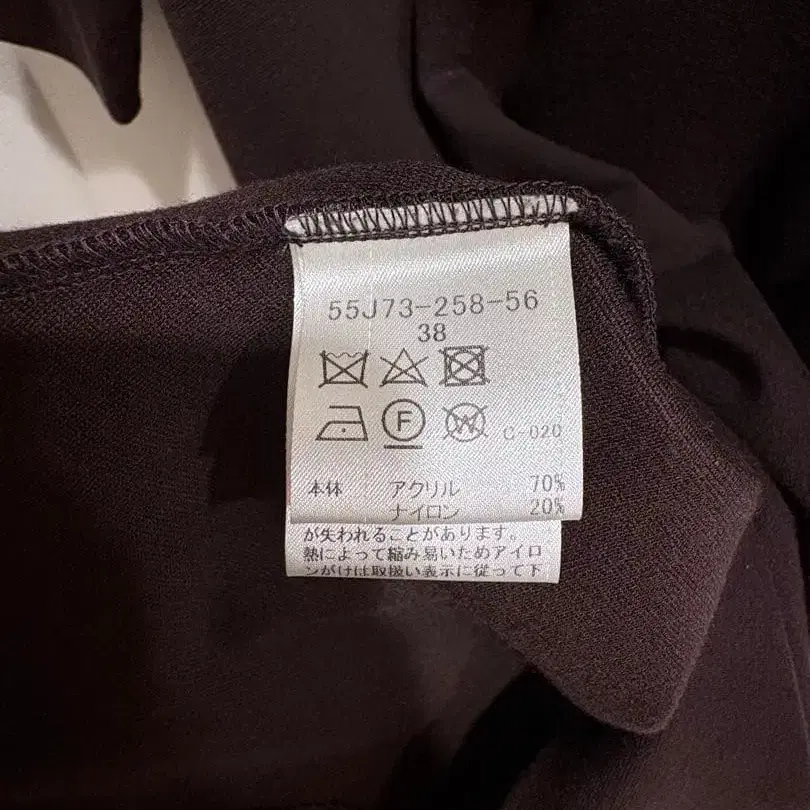 55J73-258-56
38
F W C-020
本体 アクリル 70%
ナイロン 20%
が失われることがあります。
熱によって縮み易いためアイロ
ンがけは取扱い表示に従って下